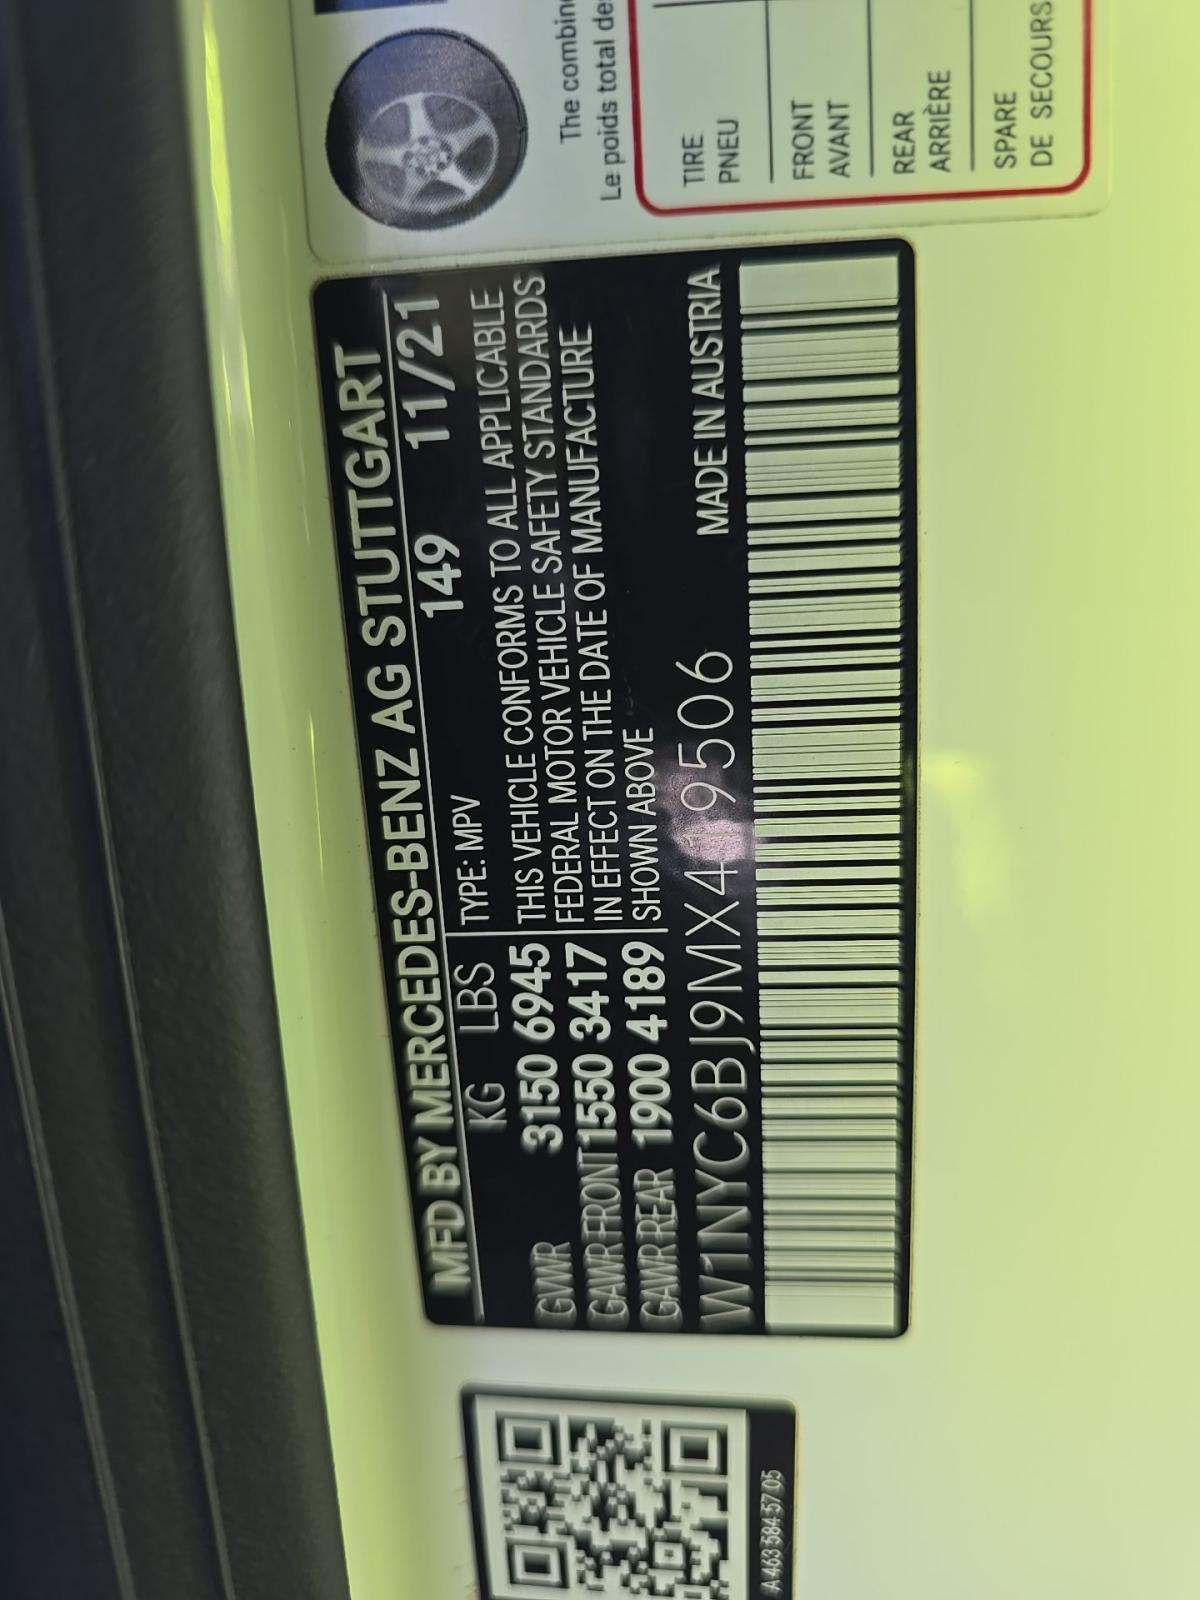 A 463 584 57 05
MFD BY MERCEDES-BENZ AG STUTTGART
KG LBS TYPE: MPV 149 11/21
GVWR 3150 6945 THIS VEHICLE CONFORMS TO ALL APPLICABLE
GAWR FRONT 1550 3417 FEDERAL MOTOR VEHICLE SAFETY STANDARDS
GAWR REAR 1900 4189 IN EFFECT ON THE DATE OF MANUFACTURE
SHOWN ABOVE
W1NYC6BJ9MX419506 MADE IN AUSTRIA
The
Le poids total
TIRE
PNEU
FRONT
AVANT
REAR
ARRIÈRE
SPARE
DE SECOURS